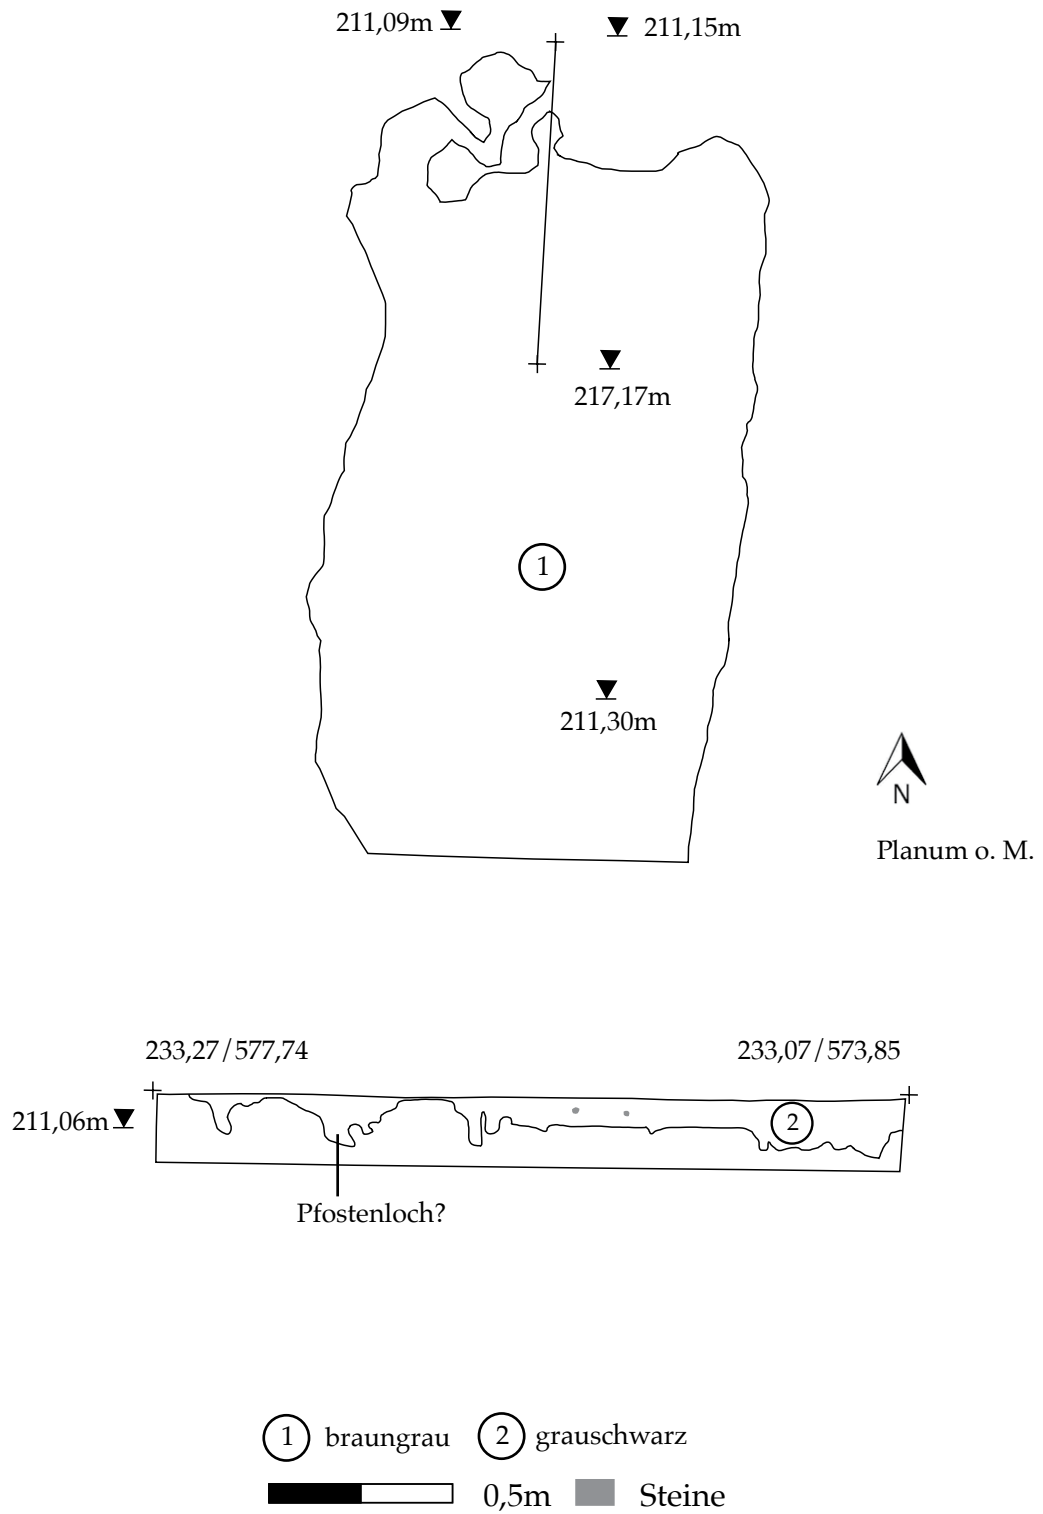 211,09m
211,15m
217,17m
1
211,30m
N
Planum o. M.
233,27/577,74
233,07/573,85
211,06m
2
Pfostenloch?
1 braungrau 2 grauschwarz
0,5m Steine